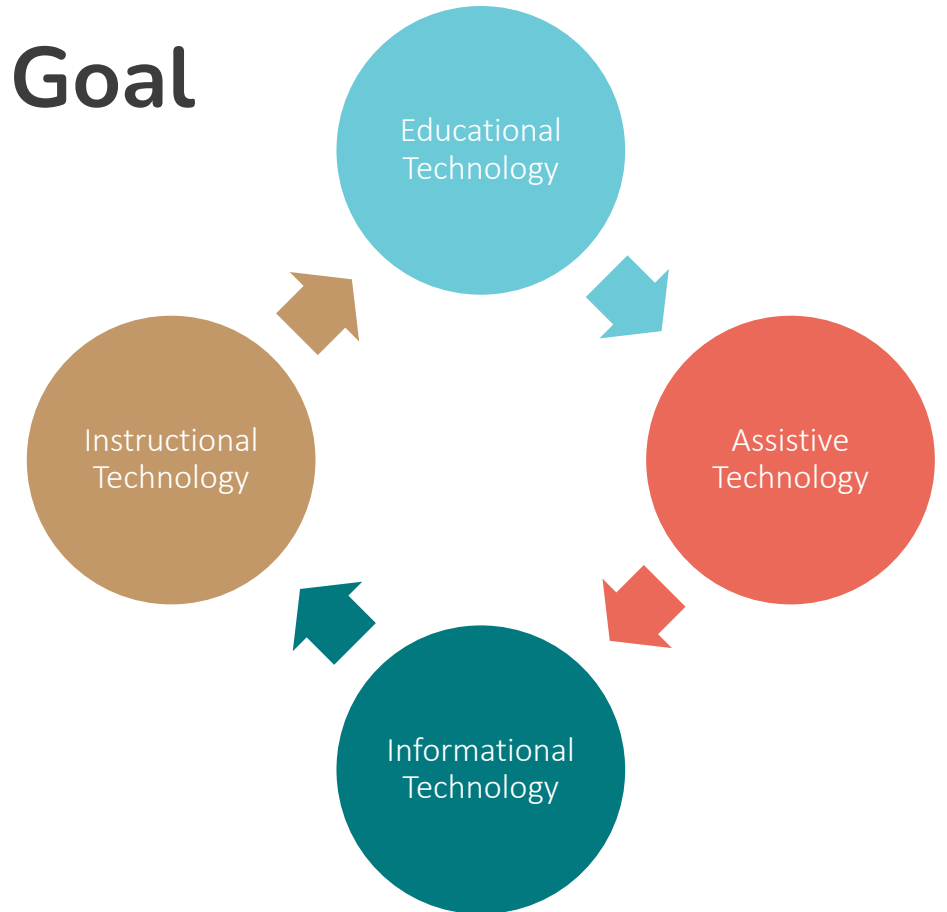 Goal
Educational
Technology
Assistive
Technology
Informational
Technology
Instructional
Technology